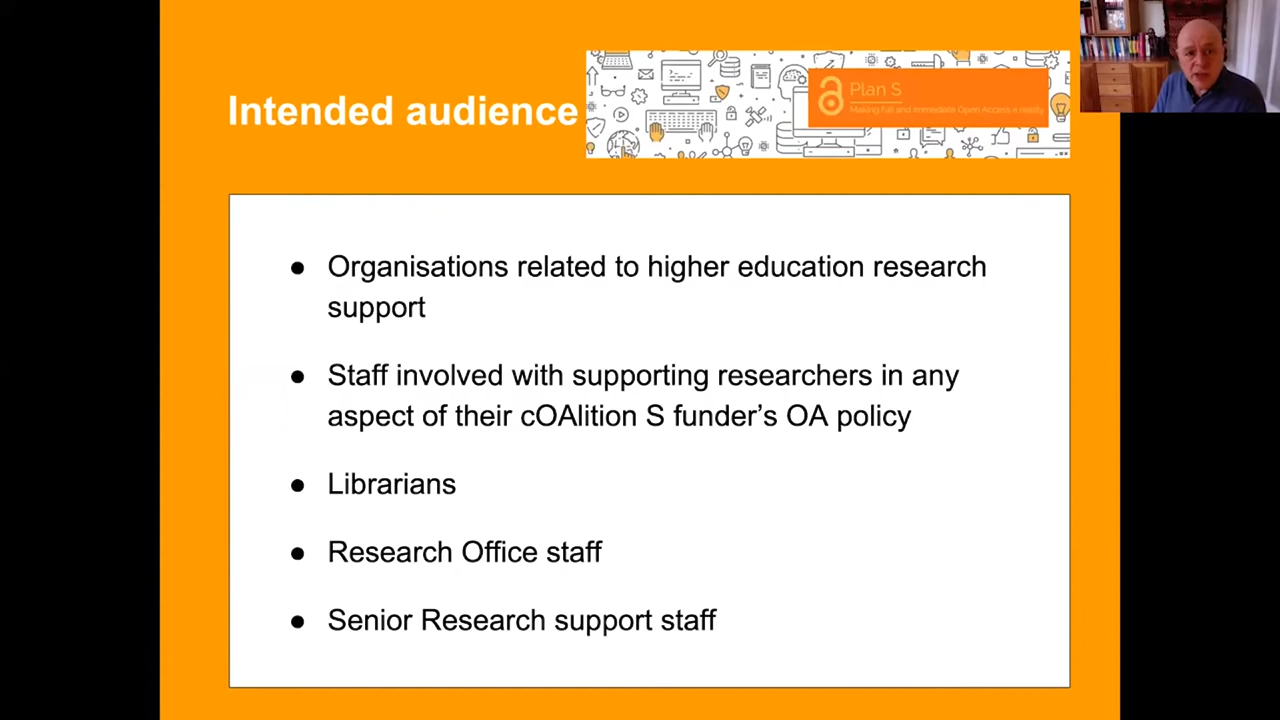 Intended audience
Plan S
Making full and immediate Open Access a reality
● Organisations related to higher education research
support
● Staff involved with supporting researchers in any
aspect of their cOAlition S funder’s OA policy
● Librarians
● Research Office staff
● Senior Research support staff